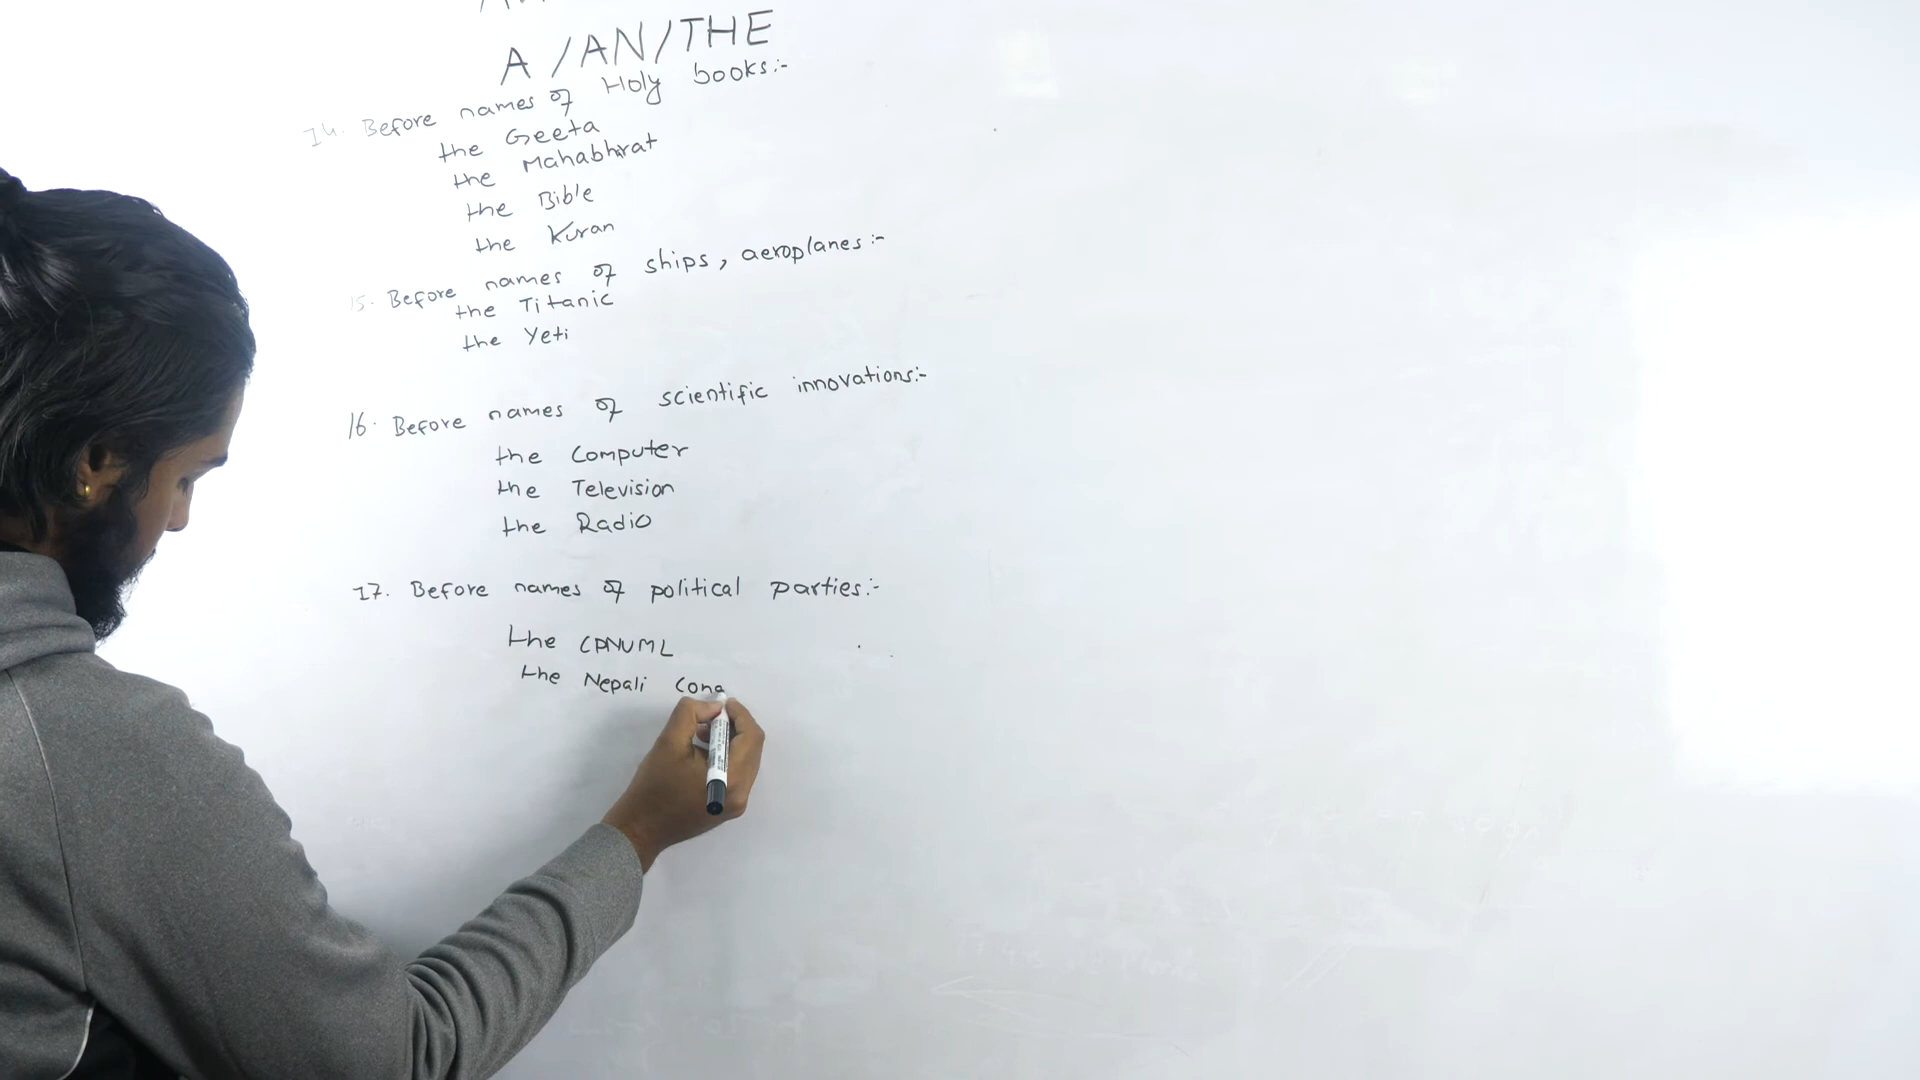 A/AN/THE
14. Before names of Holy books:-
the Geeta
the Mahabhrat
the Bible
the Kuran
15. Before names of ships, aeroplanes:-
the Titanic
the Yeti
16. Before names of scientific innovations:-
the Computer
the Television
the Radio
17. Before names of political parties:-
the CPNUML
the Nepali Cong